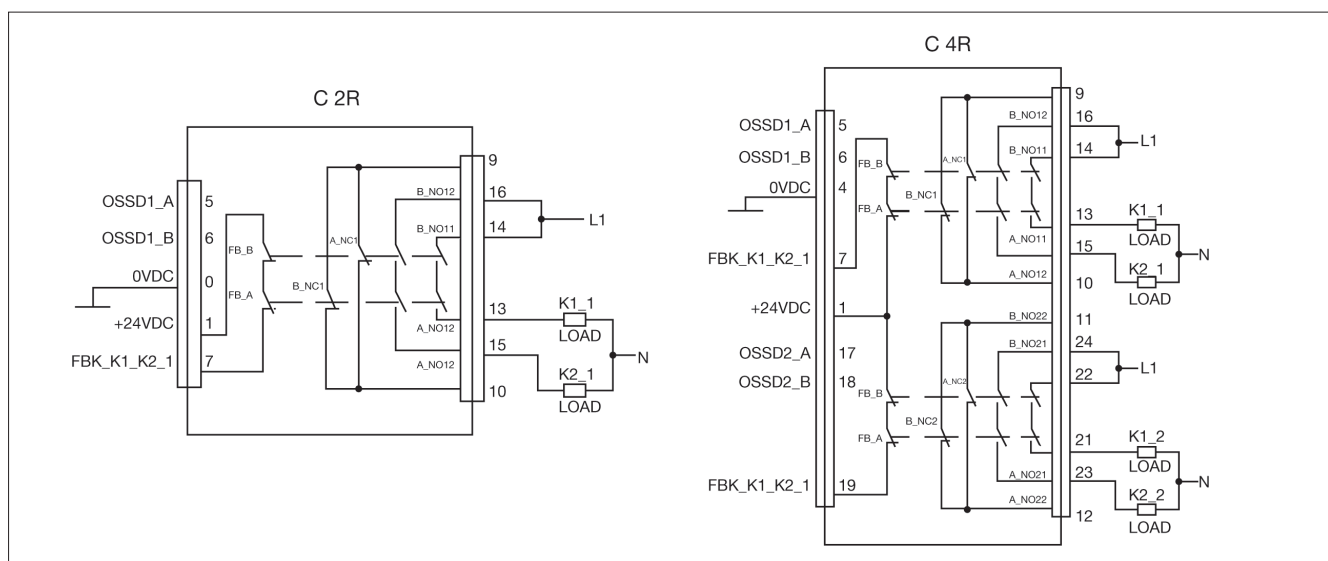 C 2R
OSSD1_A
5
OSSD1_B
6
0VDC
0
+24VDC
1
FBK_K1_K2_1
7
FB_B
FB_A
A_NC1
B_NC1
B_NO12
B_NO11
A_NO12
A_NO12
9
16
14
L1
13
K1_1
LOAD
15
K2_1
LOAD
N
10
C 4R
OSSD1_A
5
OSSD1_B
6
0VDC
4
FBK_K1_K2_1
7
+24VDC
1
OSSD2_A
17
OSSD2_B
18
FBK_K1_K2_1
19
FB_B
FB_A
A_NC1
B_NC1
B_NO12
B_NO11
A_NO11
A_NO12
9
16
14
L1
13
K1_1
LOAD
15
K2_1
LOAD
N
10
FB_B
FB_A
A_NC2
B_NC2
B_NO22
B_NO21
A_NO21
A_NO22
11
24
22
L1
21
K1_2
LOAD
23
K2_2
LOAD
N
12